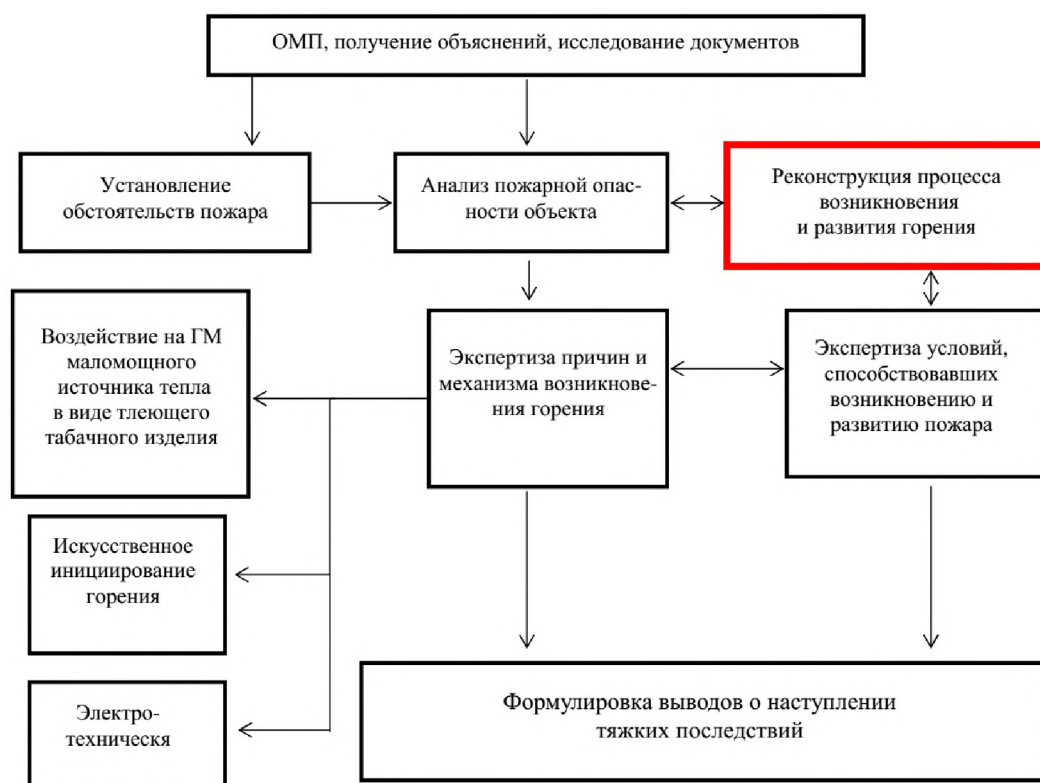 ОМП, получение объяснений, исследование документов
Установление
обстоятельств пожара
Анализ пожарной опас-
ности объекта
Реконструкция процесса
возникновения
и развития горения
Воздействие на ГМ
маломощного
источника тепла
в виде тлеющего
табачного изделия
Экспертиза причин и
механизма возникнове-
ения горения
Экспертиза условий,
способствовавших
возникновению и
развитию пожара
Искусственное
инициирование
горения
Электро-
техническя
Формулировка выводов о наступлении
тяжких последствий